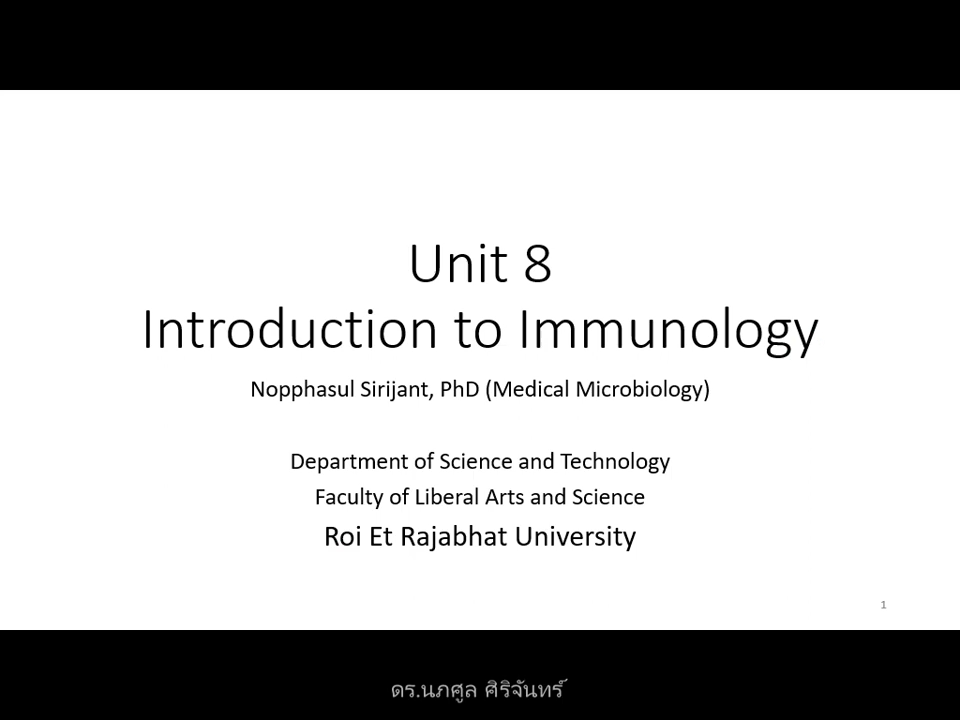 Unit 8
Introduction to Immunology
Nopphasul Sirijant, PhD (Medical Microbiology)
Department of Science and Technology
Faculty of Liberal Arts and Science
Roi Et Rajabhat University
1
ดร.นภศูล ศิริจันทร์